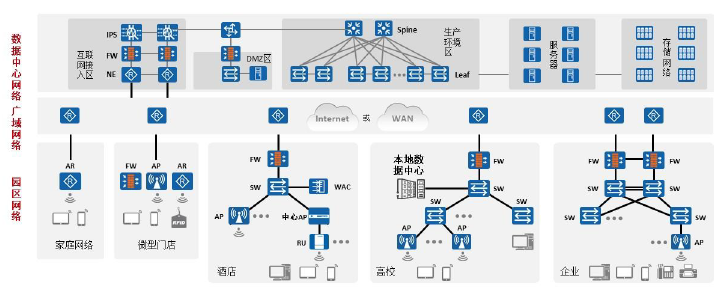 数据中心网络
广域网络
园区网络
IPS
FW
NE
互联网接入区
DMZ区
Spine
Leaf
生产环境区
服务器
存储网络
Internet 或 WAN
AR
家庭网络
FW AP AR
RFID
微型门店
FW
SW
WAC
AP
中心AP
RU
酒店
FW
本地数据中心
SW
SW
SW
AP
AP
高校
FW
FW
SW
SW
SW
SW
AP
企业